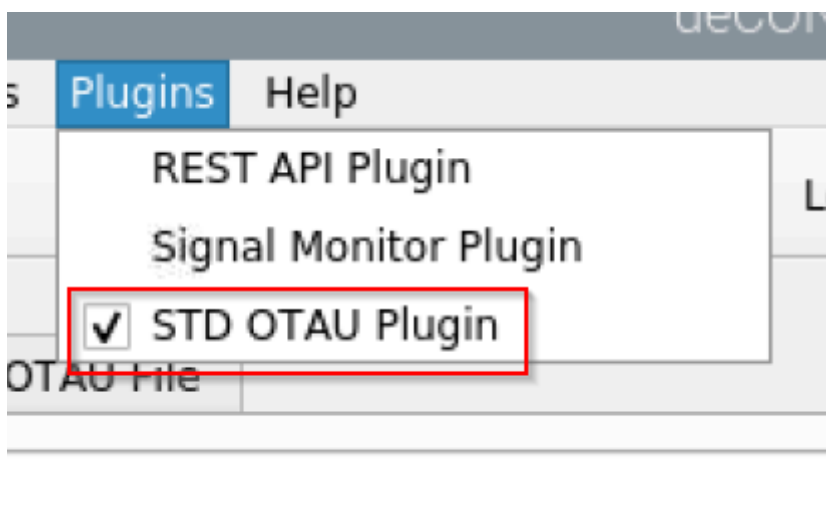 s Plugins Help
REST API Plugin
Signal Monitor Plugin
✓ STD OTAU Plugin
OTAU File